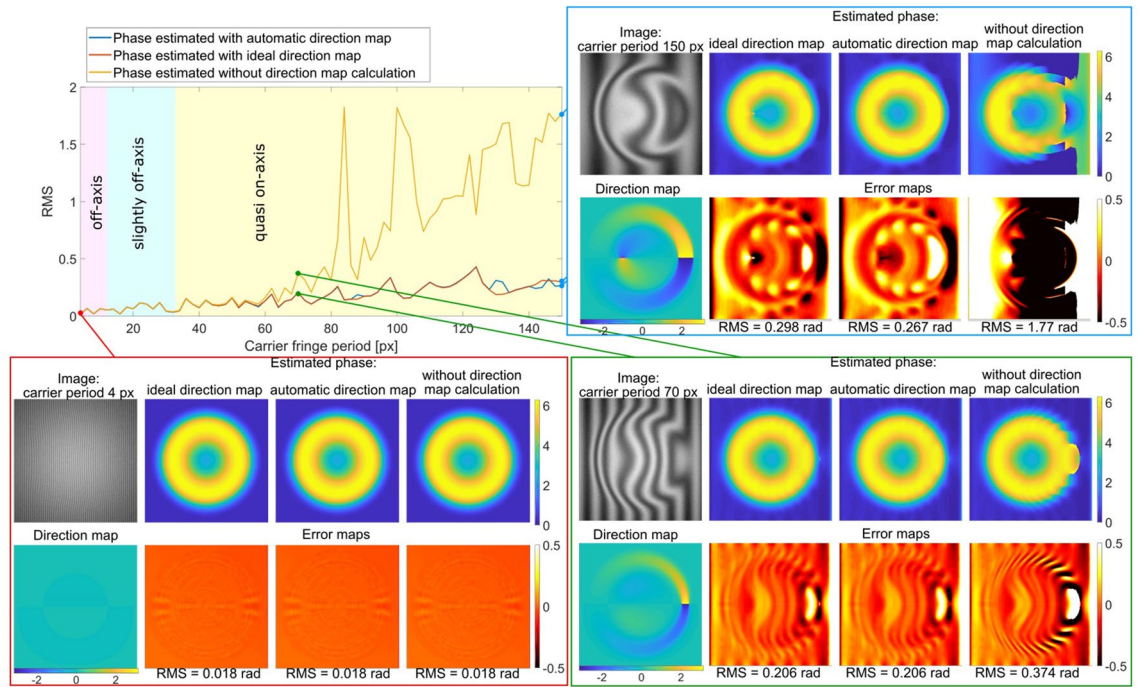 Phase estimated with automatic direction map
Phase estimated with ideal direction map
Phase estimated without direction map calculation
2
1.5
1
0.5
0
RMS
off-axis
slightly off-axis
quasi on-axis
20 40 60 80 100 120 140
Carrier fringe period [px]
Estimated phase:
Image:
carrier period 150 px
ideal direction map
automatic direction map
without direction
map calculation
6
4
2
0
Direction map
Error maps
0.5
0
-0.5
-2 0 2
RMS = 0.298 rad
RMS = 0.267 rad
RMS = 1.77 rad
Estimated phase:
Image:
carrier period 4 px
ideal direction map
automatic direction map
without direction
map calculation
6
4
2
0
Direction map
Error maps
0.5
0
-0.5
-2 0 2
RMS = 0.018 rad
RMS = 0.018 rad
RMS = 0.018 rad
Estimated phase:
Image:
carrier period 70 px
ideal direction map
automatic direction map
without direction
map calculation
6
4
2
0
Direction map
Error maps
0.5
0
-0.5
-2 0 2
RMS = 0.206 rad
RMS = 0.206 rad
RMS = 0.374 rad